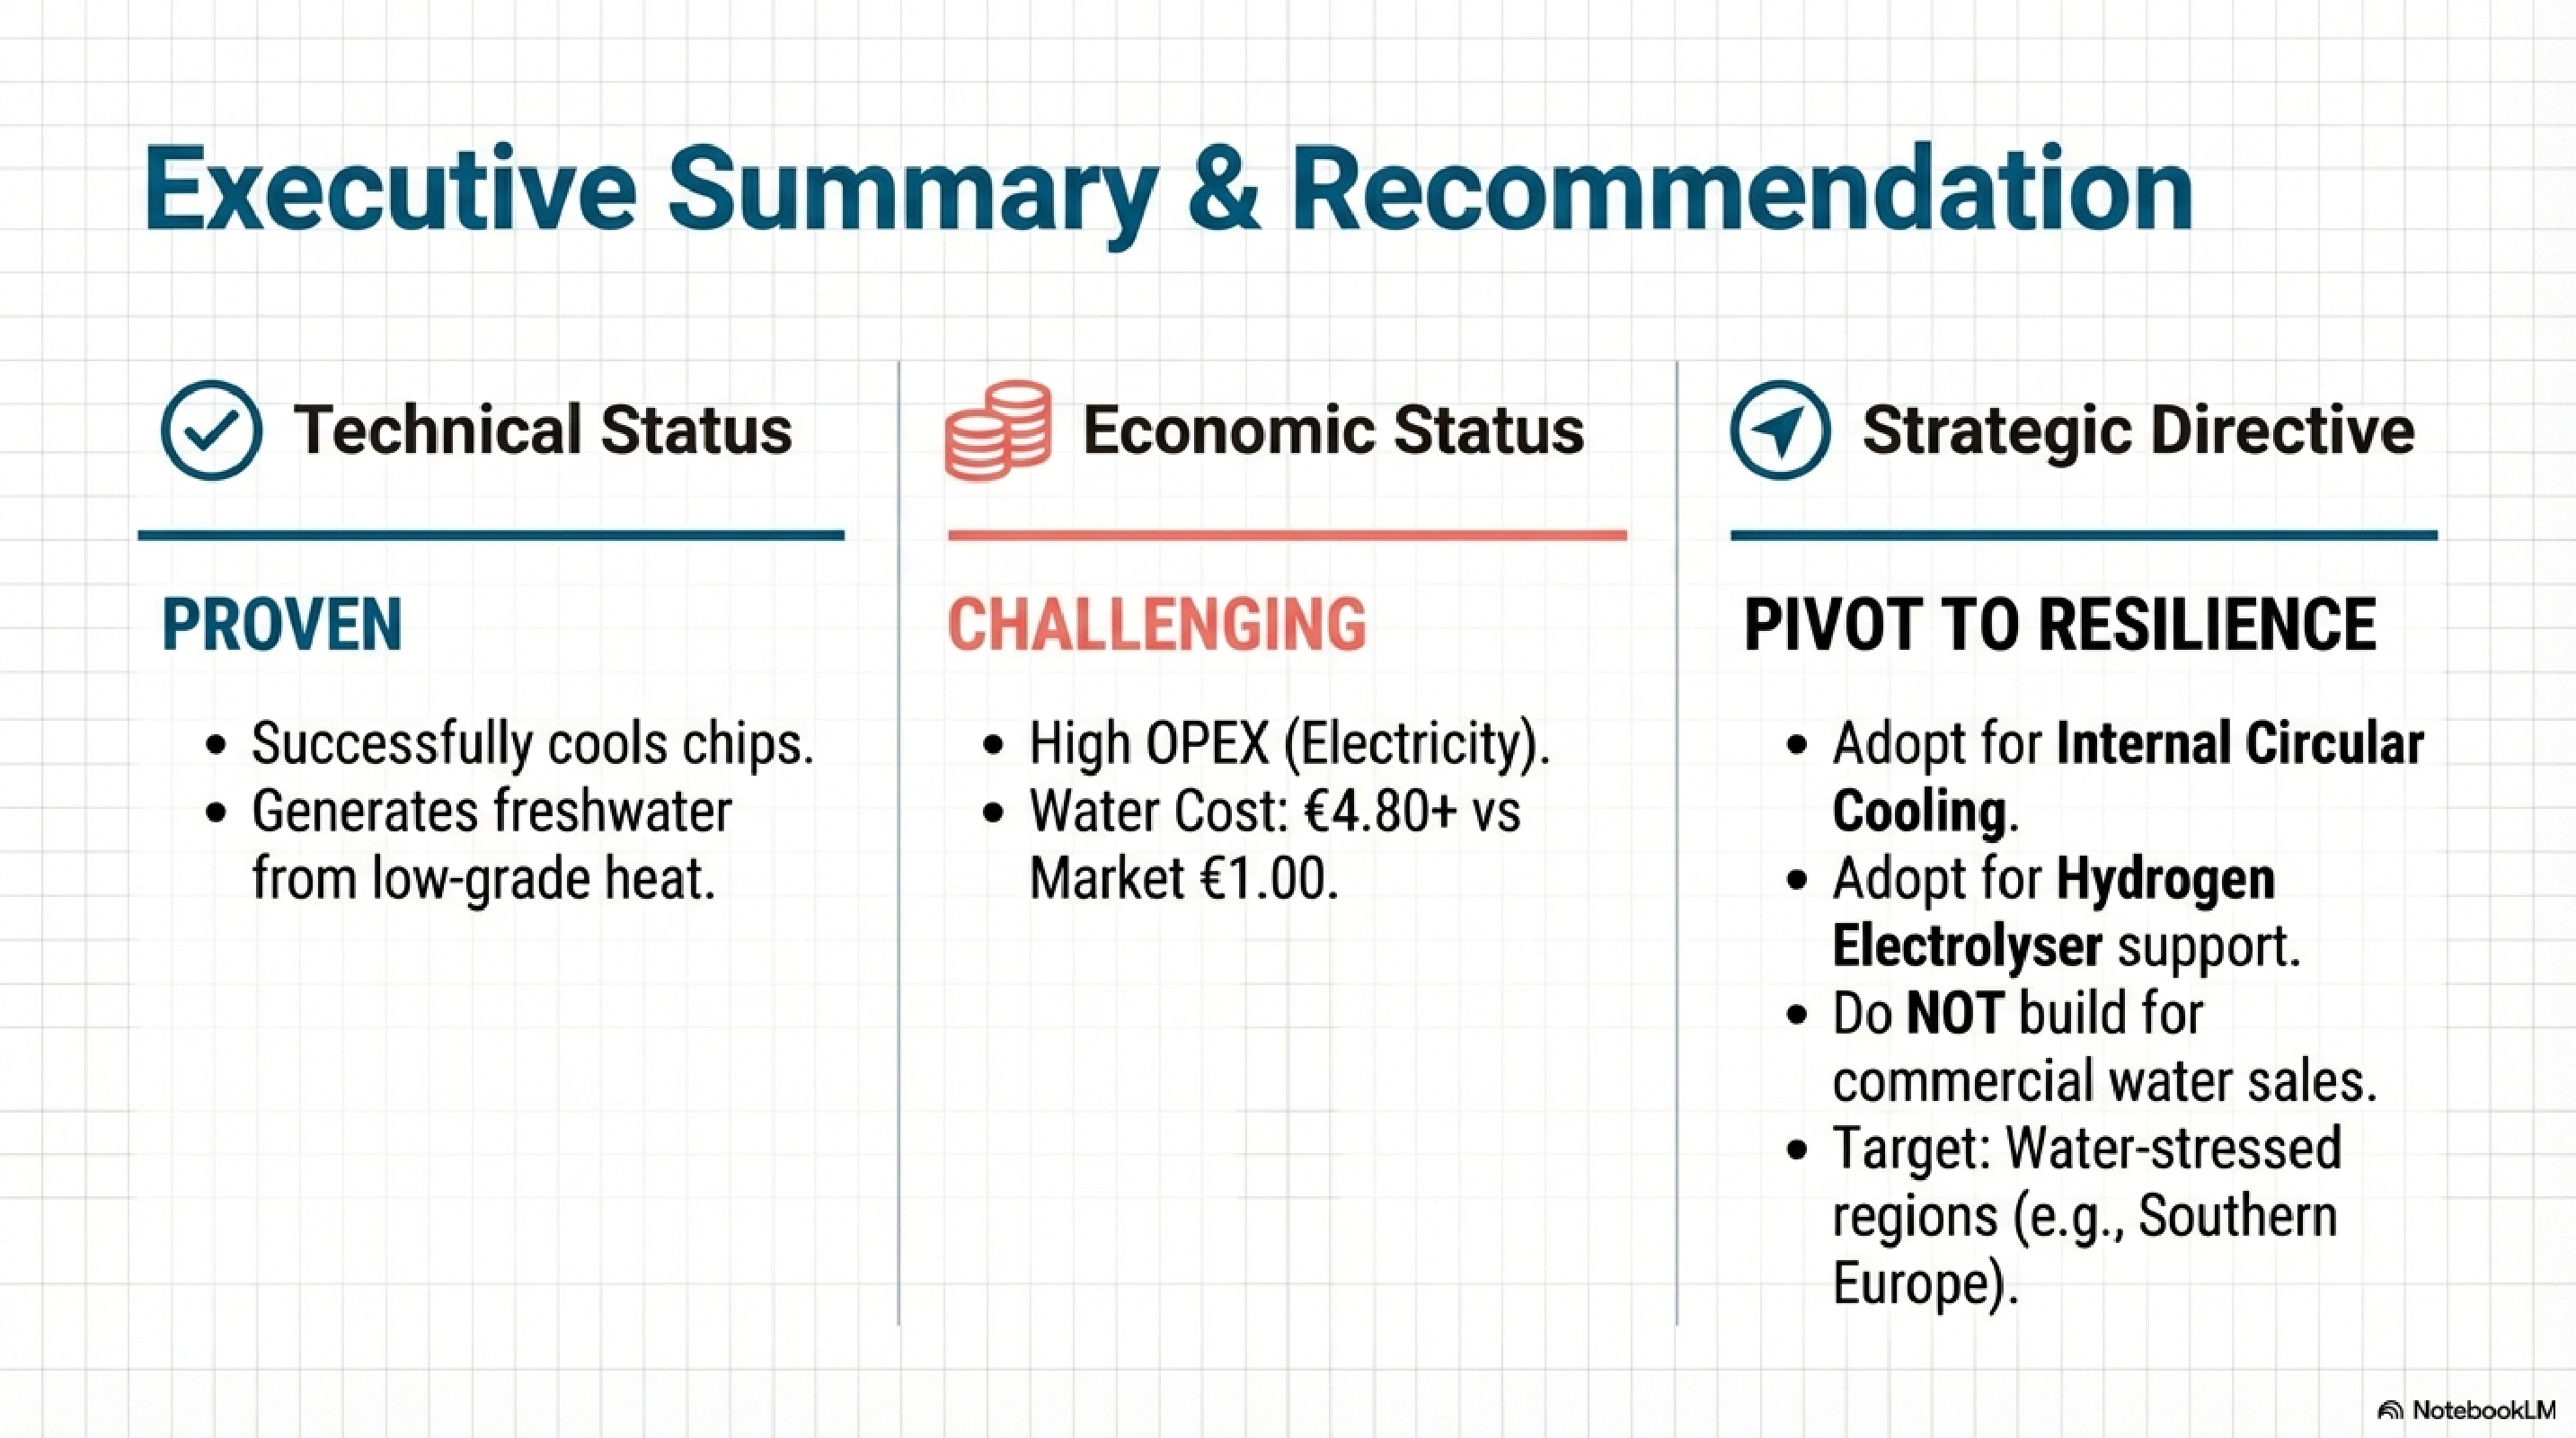 Executive Summary & Recommendation
Technical Status
PROVEN
• Successfully cools chips.
• Generates freshwater
from low-grade heat.
Economic Status
CHALLENGING
• High OPEX (Electricity).
• Water Cost: €4.80+ vs
Market €1.00.
Strategic Directive
PIVOT TO RESILIENCE
• Adopt for Internal Circular
Cooling.
• Adopt for Hydrogen
Electrolyser support.
• Do NOT build for
commercial water sales.
• Target: Water-stressed
regions (e.g., Southern
Europe).
NotebookLM